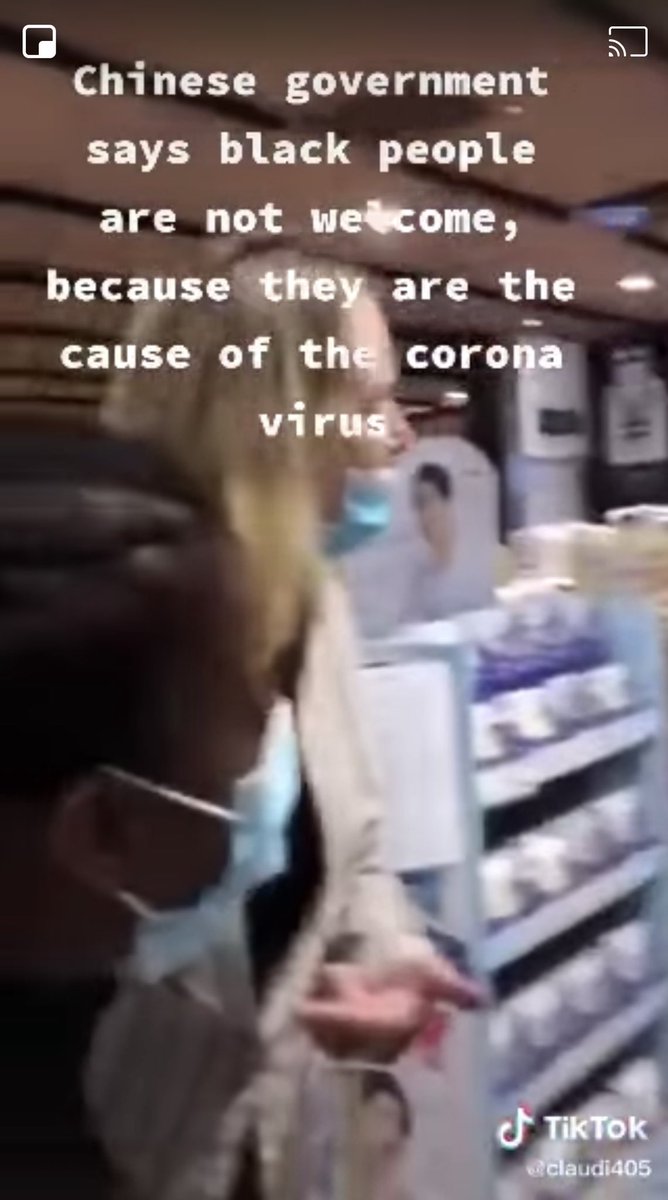 Chinese government
says black people
are not welcome,
because they are the
cause of the corona
virus
TikTok
@claudi405